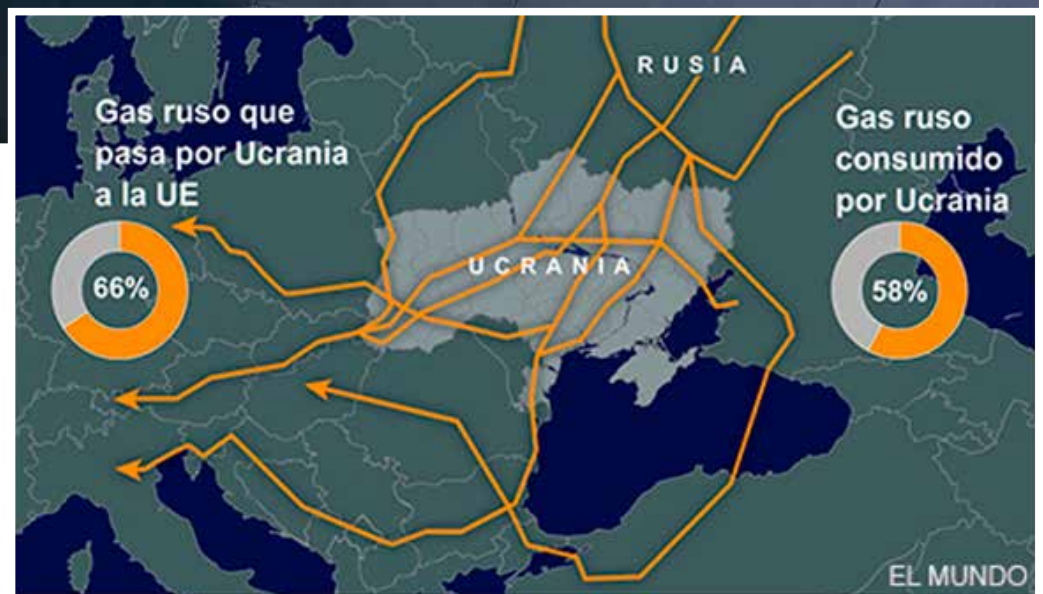 RUSIA
Gas ruso que
pasa por Ucrania
a la UE
66%
UCRANIA
Gas ruso
consumido
por Ucrania
58%
EL MUNDO